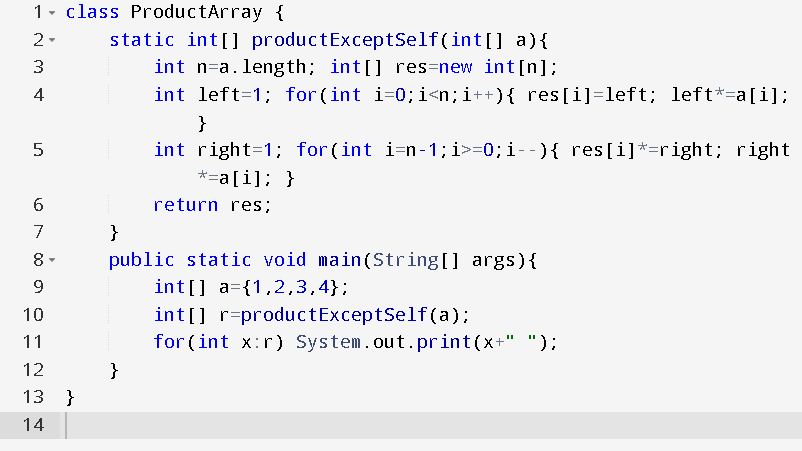 1 class ProductArray {
2     static int[] productExceptSelf(int[] a){
3         int n=a.length; int[] res=new int[n];
4         int left=1; for(int i=0;i<n;i++){ res[i]=left; left*=a[i];
            }
5         int right=1; for(int i=n-1;i>=0;i--){ res[i]*=right; right
            *=a[i]; }
6         return res;
7     }
8     public static void main(String[] args){
9         int[] a={1,2,3,4};
10         int[] r=productExceptSelf(a);
11         for(int x:r) System.out.print(x+" ");
12     }
13 }
14